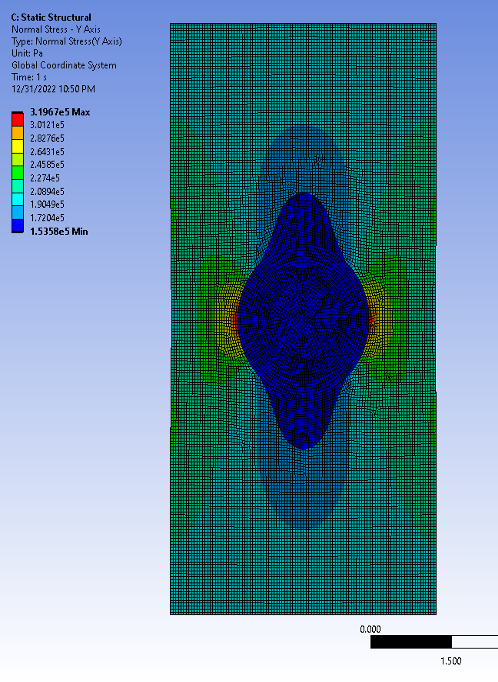 C: Static Structural
Normal Stress - Y Axis
Type: Normal Stress(Y Axis)
Unit: Pa
Global Coordinate System
Time: 1 s
12/31/2022 10:50 PM
3.1967e5 Max
3.0121e5
2.8276e5
2.6431e5
2.4585e5
2.274e5
2.0894e5
1.9049e5
1.7204e5
1.5358e5 Min
0.000
1.500